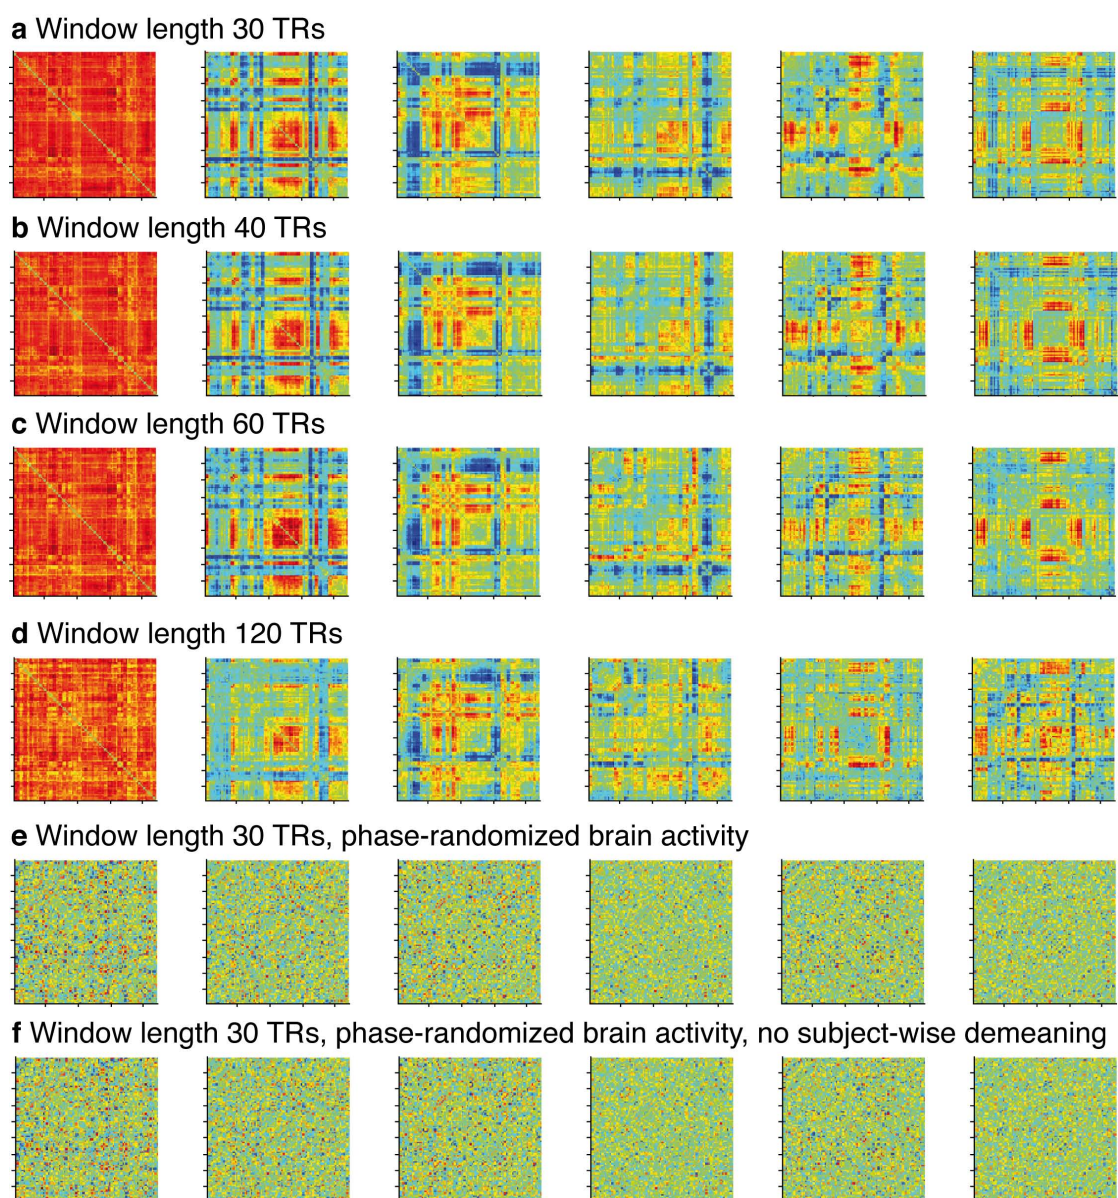 a Window length 30 TRs
b Window length 40 TRs
c Window length 60 TRs
d Window length 120 TRs
e Window length 30 TRs, phase-randomized brain activity
f Window length 30 TRs, phase-randomized brain activity, no subject-wise demeaning